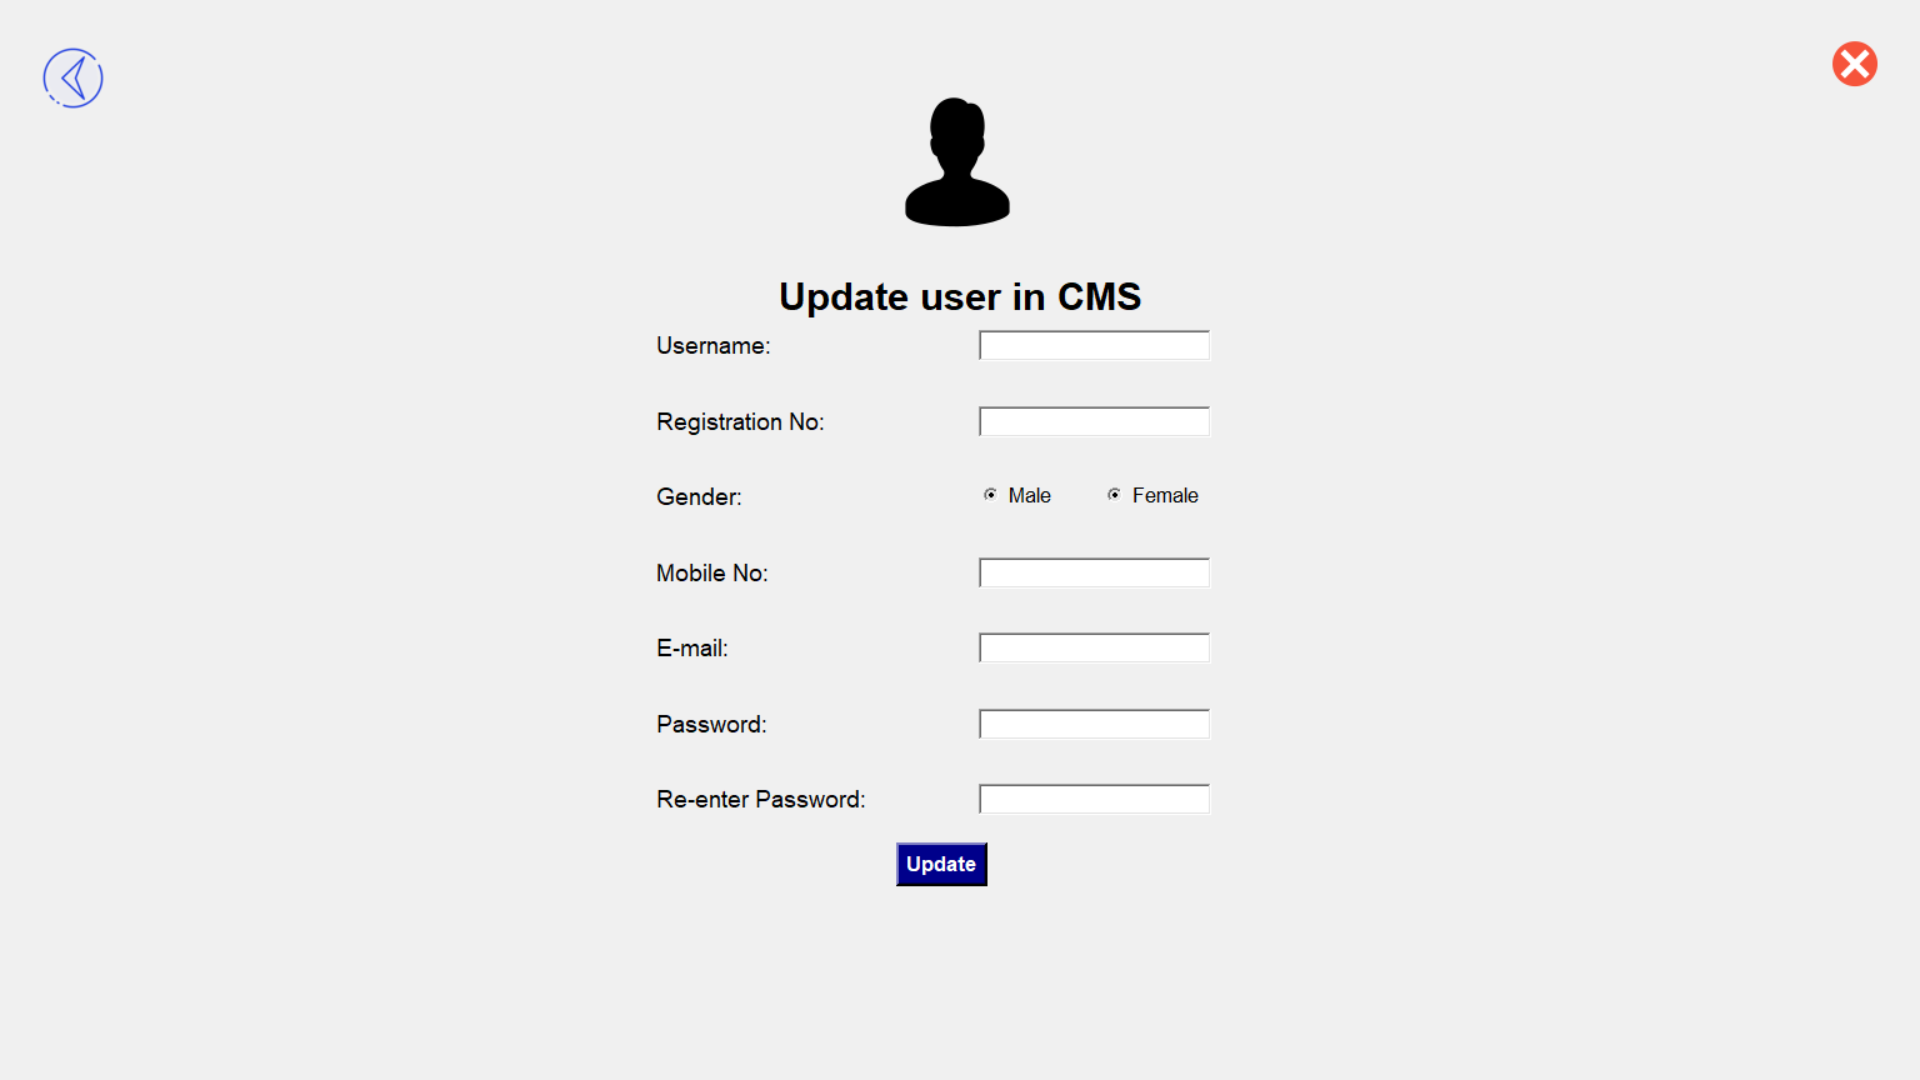 Update user in CMS
Username:
Registration No:
Gender: Male Female
Mobile No:
E-mail:
Password:
Re-enter Password:
Update